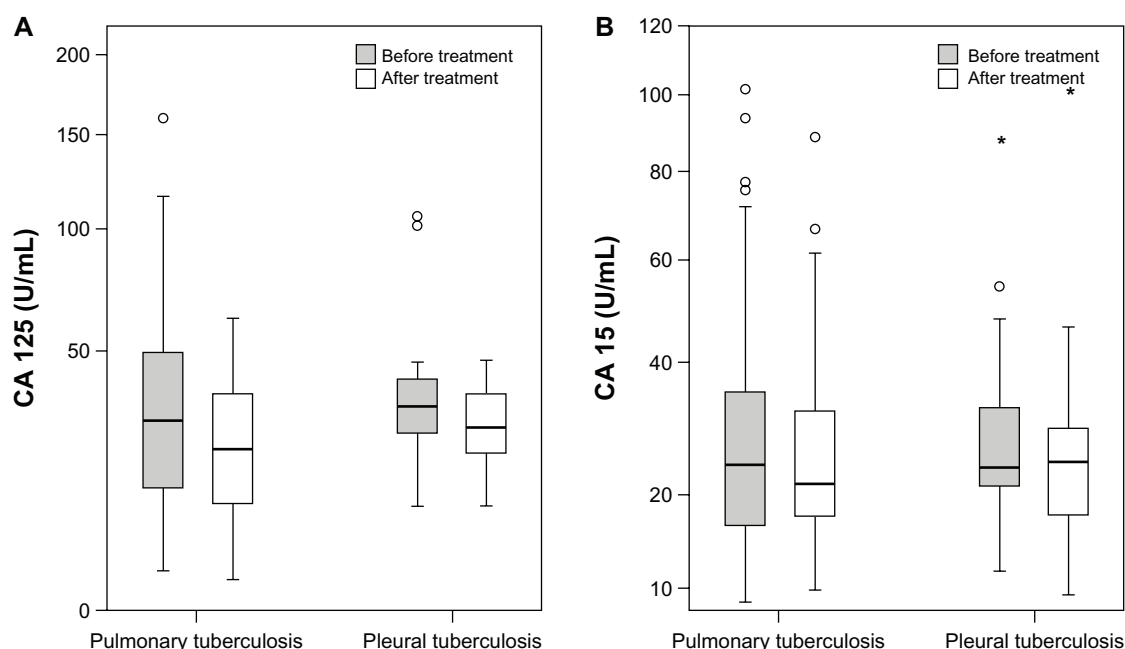 A
CA 125 (U/mL)
200
150
100
50
0
Before treatment
After treatment
Pulmonary tuberculosis
Pleural tuberculosis
B
CA 15 (U/mL)
120
100
80
60
40
20
10
Before treatment
After treatment
*
*
Pulmonary tuberculosis
Pleural tuberculosis